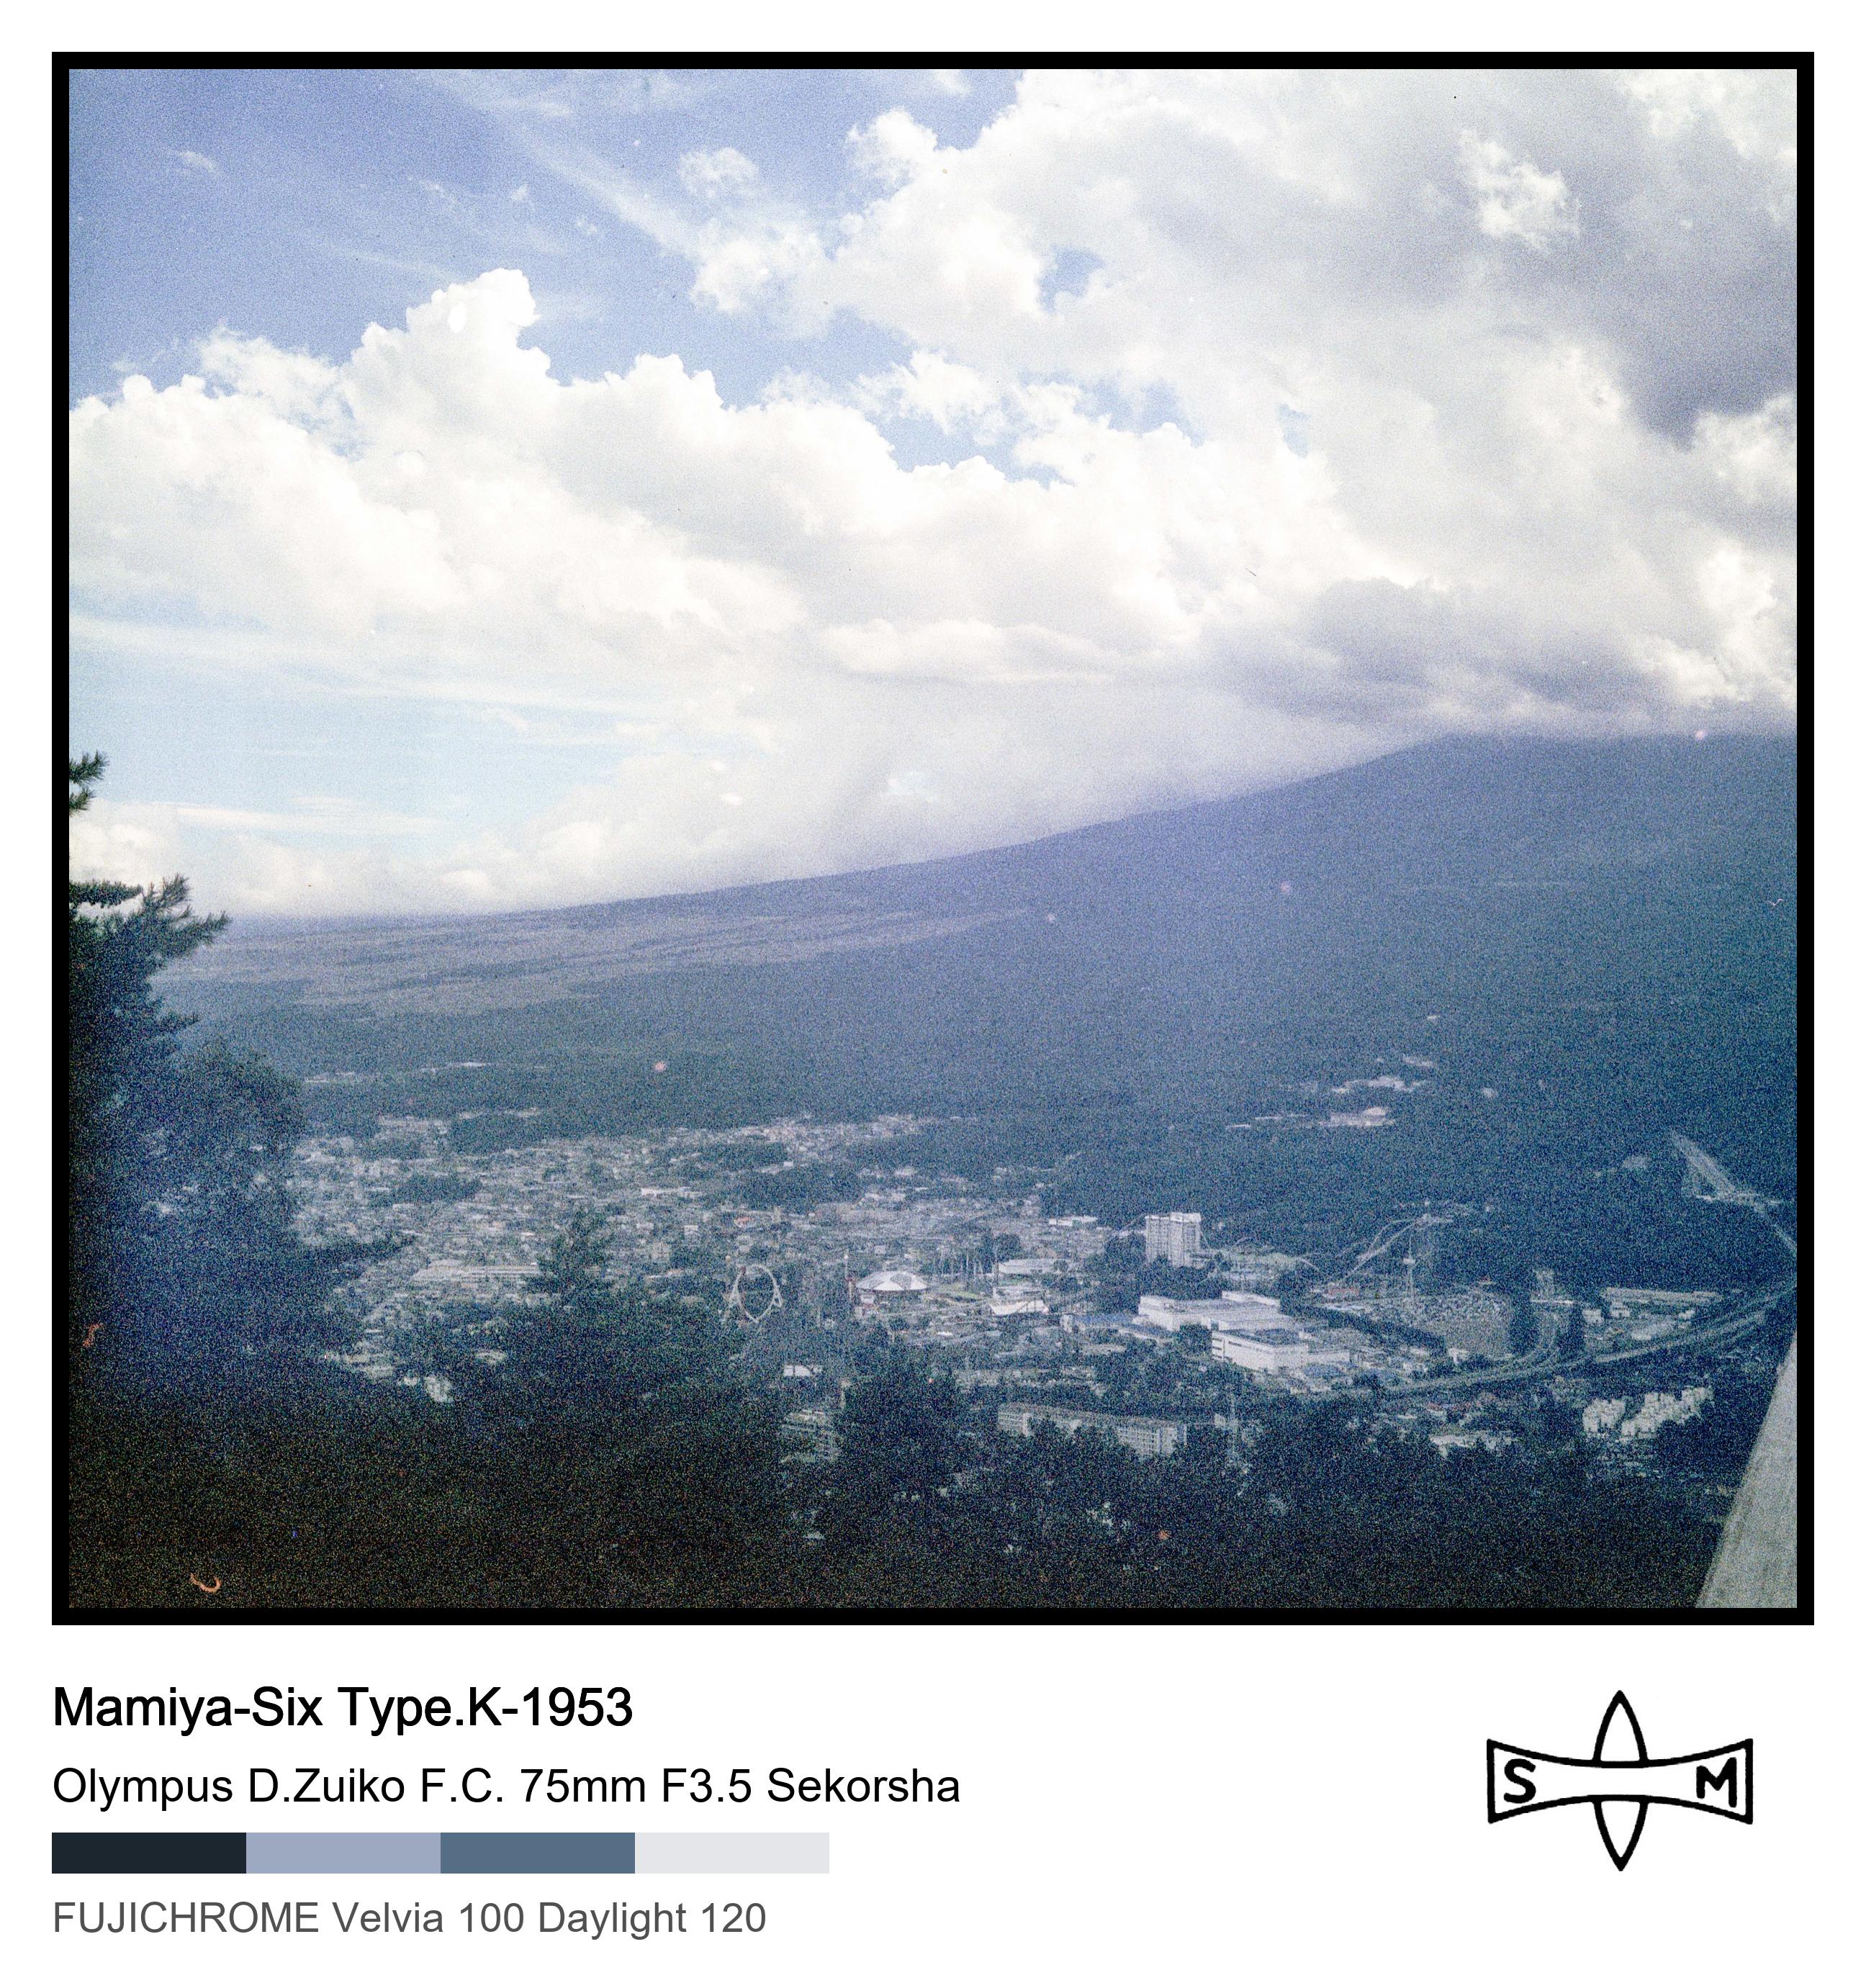 Mamiya-Six Type.K-1953
Olympus D.Zuiko F.C. 75mm F3.5 Sekorsha
S M
FUJICHROME Velvia 100 Daylight 120